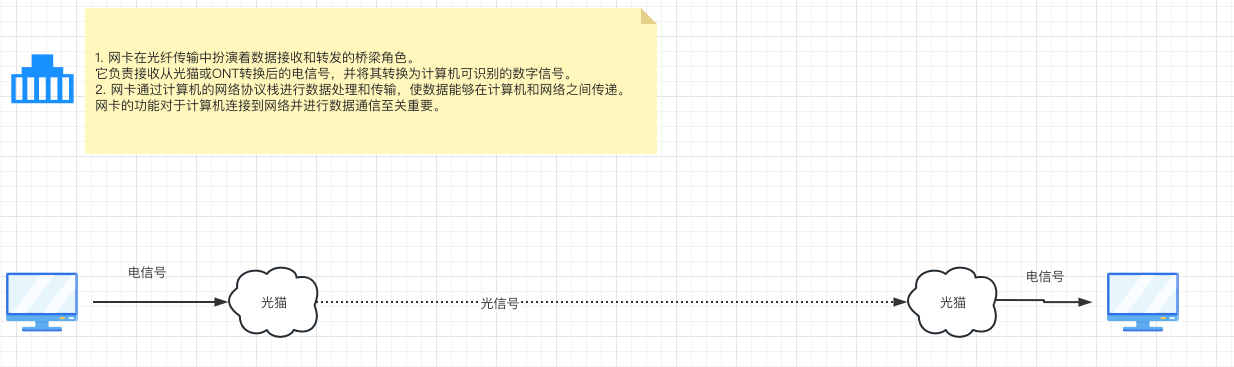 1. 网卡在光纤传输中扮演着数据接收和转发的桥梁角色。
它负责接收从光猫或ONT转换后的电信号，并将其转换为计算机可识别的数字信号。
2. 网卡通过计算机的网络协议栈进行数据处理和传输，使数据能够在计算机和网络之间传递。
网卡的功能对于计算机连接到网络并进行数据通信至关重要。
电信号
光猫
光信号
光猫
电信号